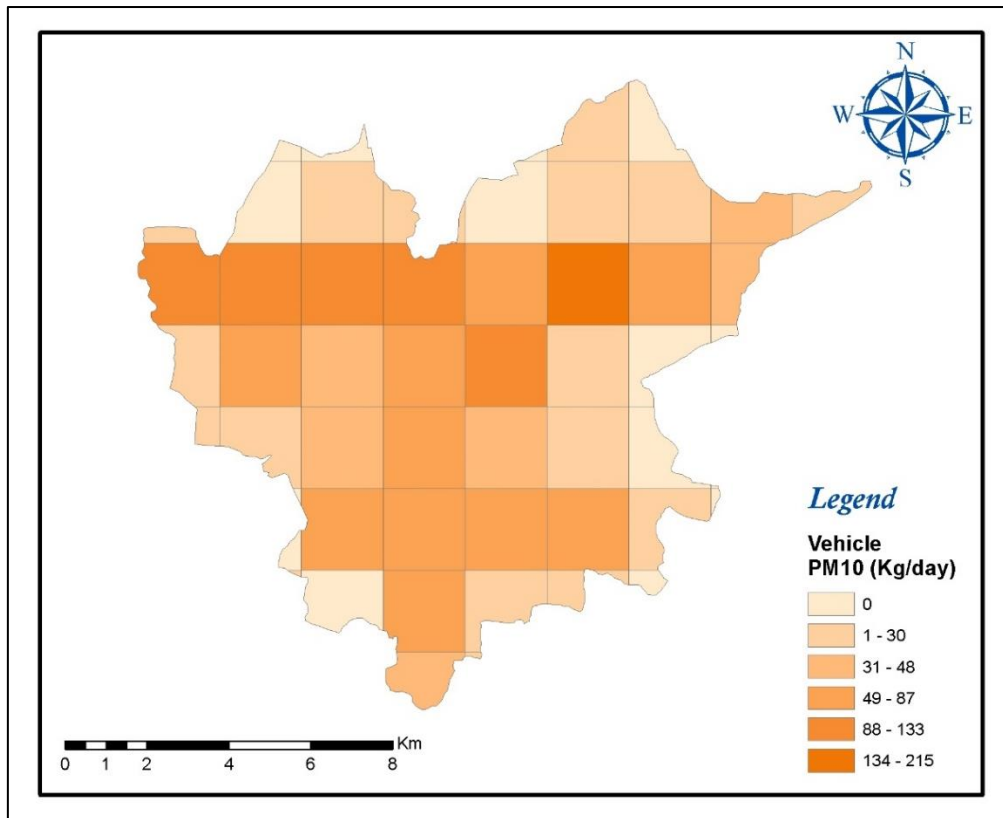 N
W E
S
Legend
Vehicle
PM10 (Kg/day)
0
1 - 30
31 - 48
49 - 87
88 - 133
134 - 215
Km
0 1 2 4 6 8